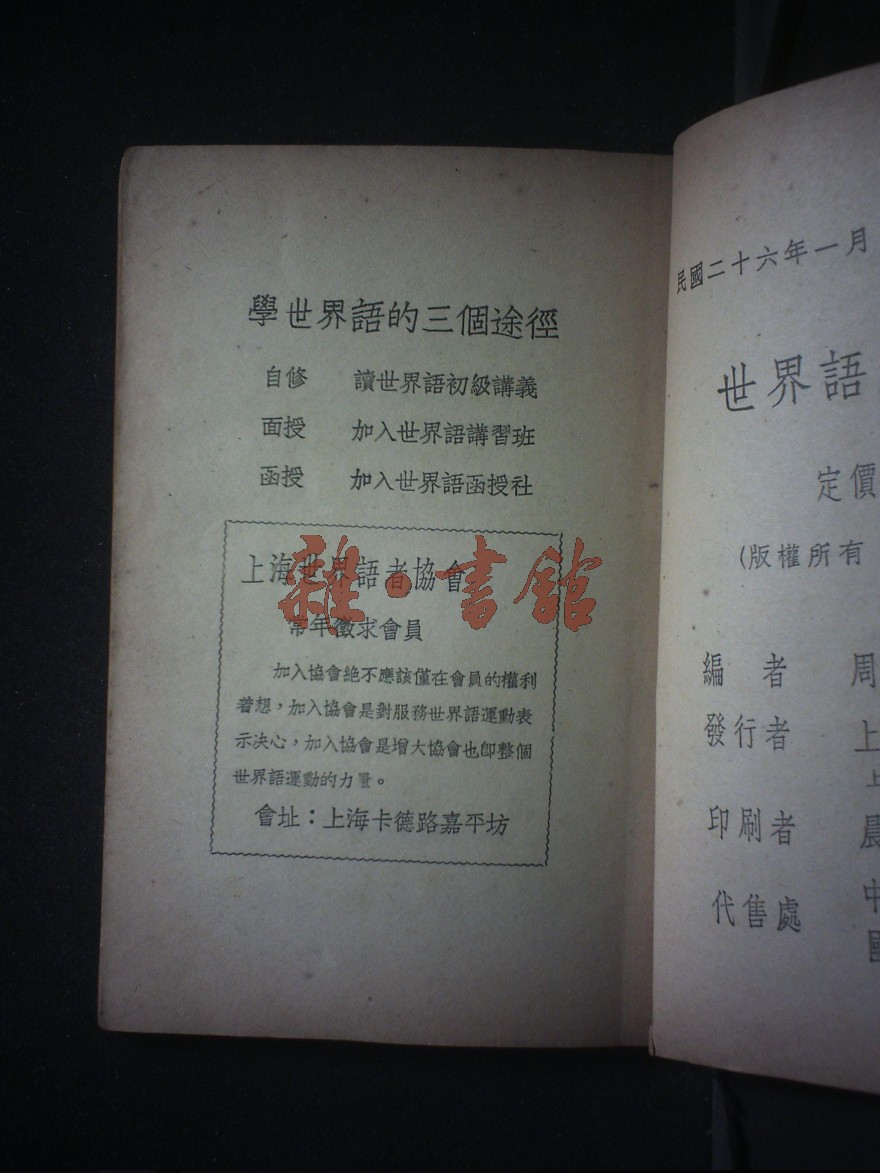 學世界語的三個途徑
自修 讀世界語初級講義
面授 加入世界語講習班
函授 加入世界語函授社
上海世界語者協會
常年徵求會員
加入協會絕不應該僅在會員的權利
着想，加入協會是對服務世界語運動表
示决心，加入協會是增大協會也卽整個
世界語運動的力量。
會址：上海卡德路嘉平坊
雜·書館
民國二十六年一月
世界語
定價
(版權所有
編者 周
發行者 上
上
印刷者 晨
代售處 中